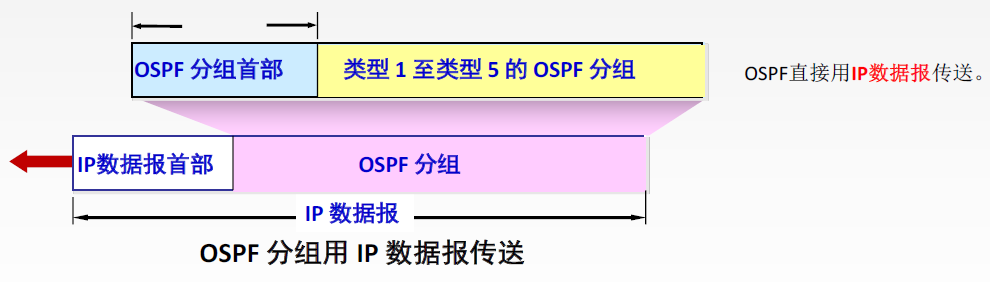 OSPF 分组首部
类型 1 至类型 5 的 OSPF 分组
OSPF直接用IP数据报传送。
IP数据报首部
OSPF 分组
IP 数据报
OSPF 分组用 IP 数据报传送